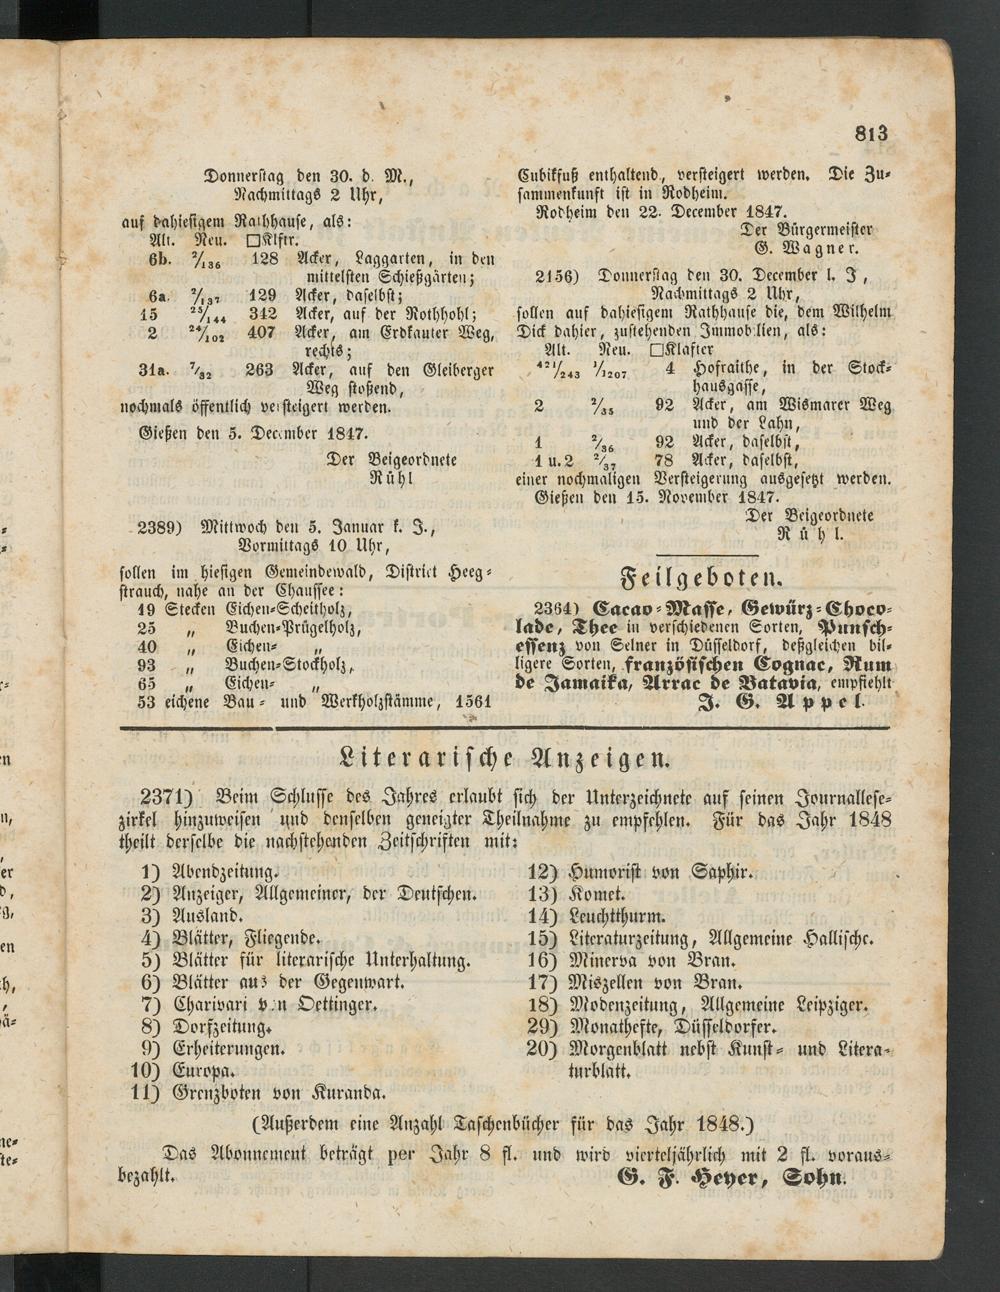 813
Donnerstag den 30. d. M.,
Nachmittags 2 Uhr,
auf dahiesigem Rathhause, als:
Alt. Neu. □Klftr.
6b. 2/136 128 Acker, Laggarten, in den
mittelsten Schießgärten;
6a. 2/137 129 Acker, daselbst;
15 25/144 342 Acker, auf der Rothhohl;
2 24/102 407 Acker, am Erdkauter Weg,
rechts;
31a. 7/32 263 Acker, auf den Gleiberger
Weg stoßend,
nochmals öffentlich versteigert werden.
Gießen den 5. December 1847.
Der Beigeordnete
Rühl
2389) Mittwoch den 5. Januar k. J.,
Vormittags 10 Uhr,
sollen im hiesigen Gemeindewald, District Heeg-
strauch, nahe an der Chaussee:
19 Stecken Eichen-Scheitholz,
25 „ Buchen-Prügelholz,
40 „ Eichen- „
93 „ Buchen-Stockholz,
65 „ Eichen- „
53 eichene Bau- und Werkholzstämme, 1561
Cubikfuß enthaltend, versteigert werden. Die Zu-
sammenkunft ist in Rodheim.
Rodheim den 22. December 1847.
Der Bürgermeister
G. Wagner.
2156) Donnerstag den 30. December l. J,
Nachmittags 2 Uhr,
sollen auf dahiesigem Rathhause die, dem Wilhelm
Dick dahier, zustehenden Immobilien, als:
Alt. Neu. □Klafter
421/243 1/1207 4 Hofraithe, in der Stock-
hausgasse,
2 2/35 92 Acker, am Wismarer Weg
und der Lahn,
1 2/36 92 Acker, daselbst,
1 u. 2 2/37 78 Acker, daselbst,
einer nochmaligen Versteigerung ausgesetzt werden.
Gießen den 15. November 1847.
Der Beigeordnete
Rühl.
Feilgeboten.
2364) Cacao-Masse, Gewürz-Choco-
lade, Thee in verschiedenen Sorten, Punsch-
essenz von Selner in Düsseldorf, deßgleichen bil-
ligere Sorten, französischen Cognac, Rum
de Jamaika, Arrac de Batavia, empfiehlt
J. G. Appel.
Literarische Anzeigen.
2371) Beim Schlusse des Jahres erlaubt sich der Unterzeichnete auf seinen Journallese-
zirkel hinzuweisen und denselben geneigter Theilnahme zu empfehlen. Für das Jahr 1848
theilt derselbe die nachstehenden Zeitschriften mit:
1) Abendzeitung.
2) Anzeiger, Allgemeiner, der Deutschen.
3) Ausland.
4) Blätter, Fliegende.
5) Blätter für literarische Unterhaltung.
6) Blätter aus der Gegenwart.
7) Charivari von Oettinger.
8) Dorfzeitung.
9) Erheiterungen.
10) Europa.
11) Grenzboten von Kuranda.
12) Humorist von Saphir.
13) Komet.
14) Leuchtthurm.
15) Literaturzeitung, Allgemeine Hallische.
16) Minerva von Bran.
17) Miszellen von Bran.
18) Modenzeitung, Allgemeine Leipziger.
29) Monathefte, Düsseldorfer.
20) Morgenblatt nebst Kunst- und Litera-
turblatt.
(Außerdem eine Anzahl Taschenbücher für das Jahr 1848.)
Das Abonnement beträgt per Jahr 8 fl. und wird vierteljährlich mit 2 fl. voraus-
bezahlt.
G. F. Heyer, Sohn.